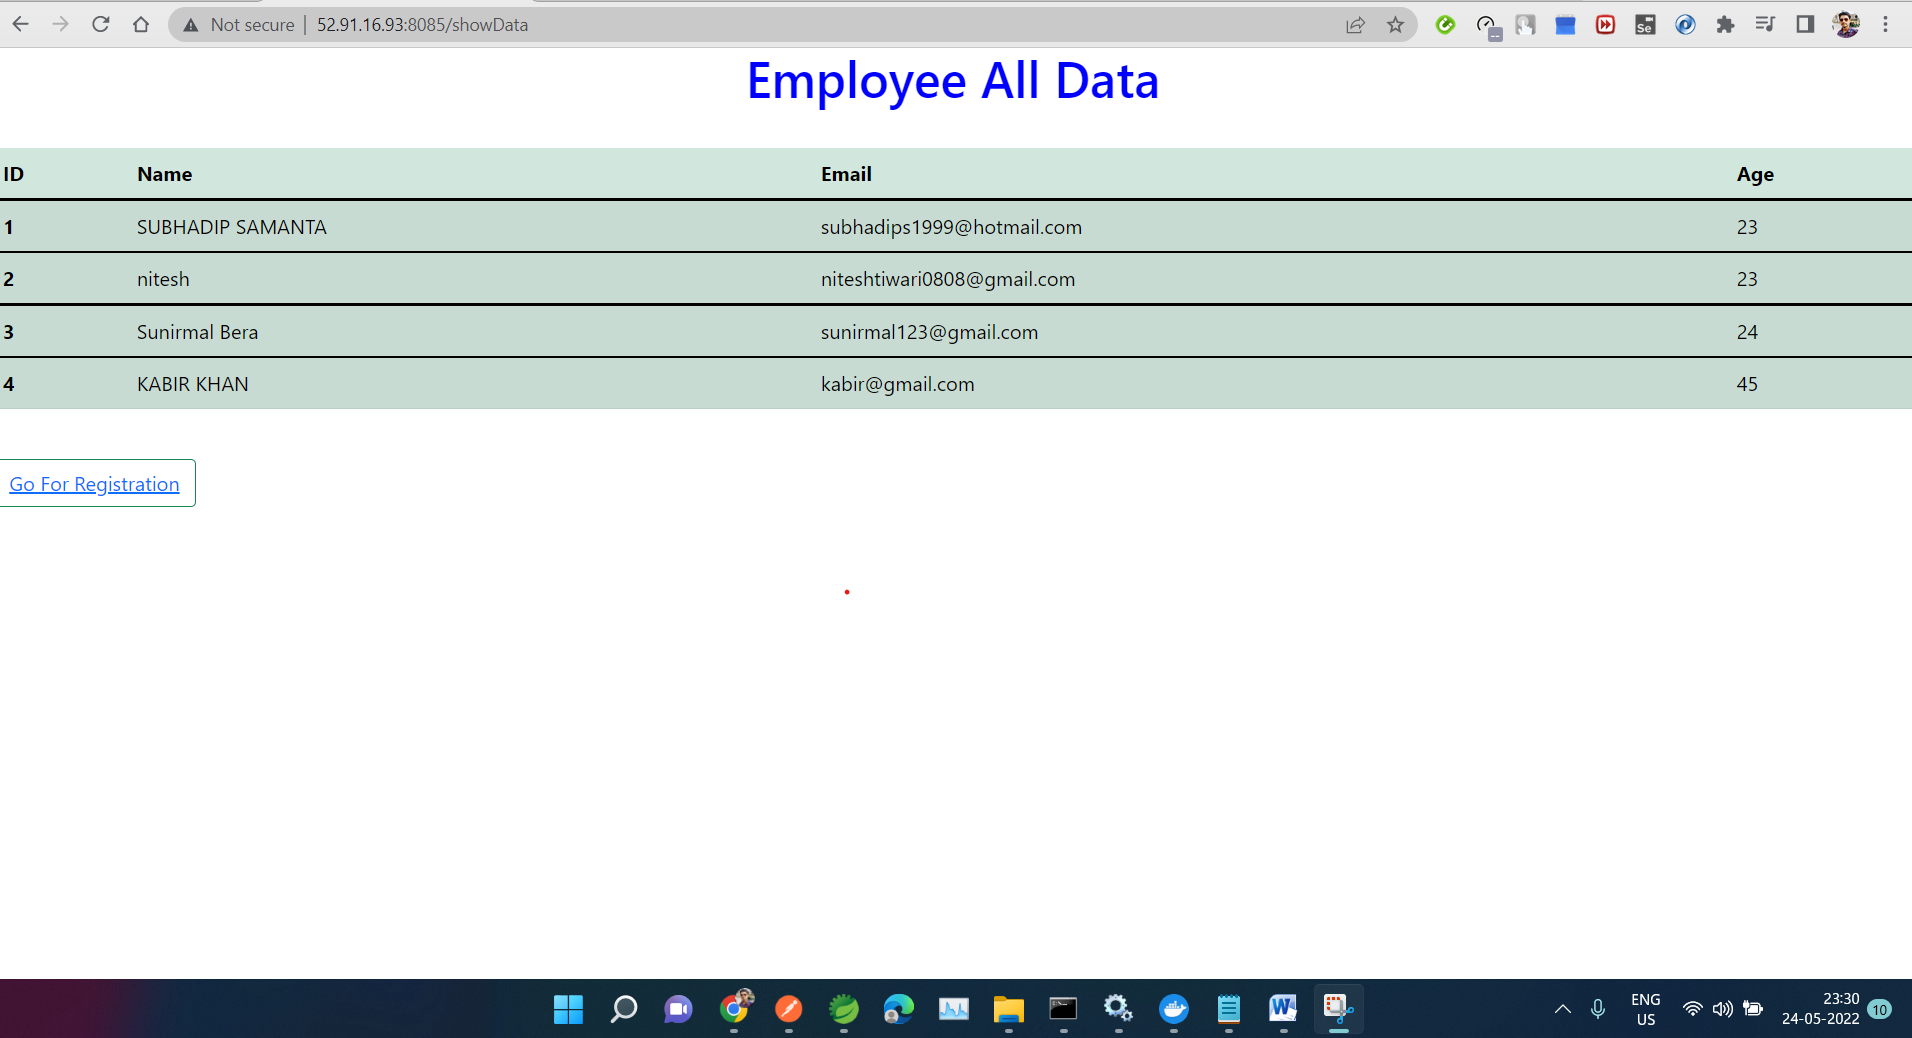 Not secure | 52.91.16.93:8085/showData
Employee All Data
ID Name Email Age
1 SUBHADIP SAMANTA subhadips1999@hotmail.com 23
2 nitesh niteshtiwari0808@gmail.com 23
3 Sunirmal Bera sunirmal123@gmail.com 24
4 KABIR KHAN kabir@gmail.com 45
Go For Registration
ENG 23:30
US 24-05-2022 10